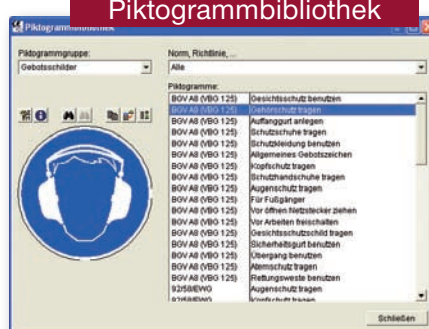 Piktogrammbibliothek
Piktogrammbibliothek
Piktogrammgruppe:
Norm, Richtlinie, ...
Gebotsschilder
Alle
Piktogramme:
BGV A8 (VBG 125) Gesichtsschutz benutzen
BGV A8 (VBG 125) Gehörschutz tragen
BGV A8 (VBG 125) Auffanggurt anlegen
BGV A8 (VBG 125) Schutzschuhe tragen
BGV A8 (VBG 125) Schutzkleidung benutzen
BGV A8 (VBG 125) Allgemeines Gebotszeichen
BGV A8 (VBG 125) Kopfschutz tragen
BGV A8 (VBG 125) Schutzhandschuhe tragen
BGV A8 (VBG 125) Augenschutz tragen
BGV A8 (VBG 125) Für Fußgänger
BGV A8 (VBG 125) Vor öffnen Netzstecker ziehen
BGV A8 (VBG 125) Vor Arbeiten freischalten
BGV A8 (VBG 125) Gesichtsschutzschild tragen
BGV A8 (VBG 125) Sicherheitsgurt benutzen
BGV A8 (VBG 125) Übergang benutzen
BGV A8 (VBG 125) Atemschutz tragen
BGV A8 (VBG 125) Rettungsweste benutzen
92/58/EWG Augenschutz tragen
92/58/EWG Kopfschutz tragen
Schließen